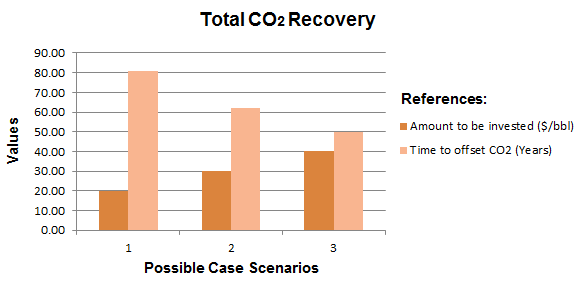 Total CO2 Recovery
90.00
80.00
70.00
60.00
50.00
40.00
30.00
20.00
10.00
0.00
Values
1 2 3
Possible Case Scenarios
References:
Amount to be invested ($/bbl)
Time to offset CO2 (Years)